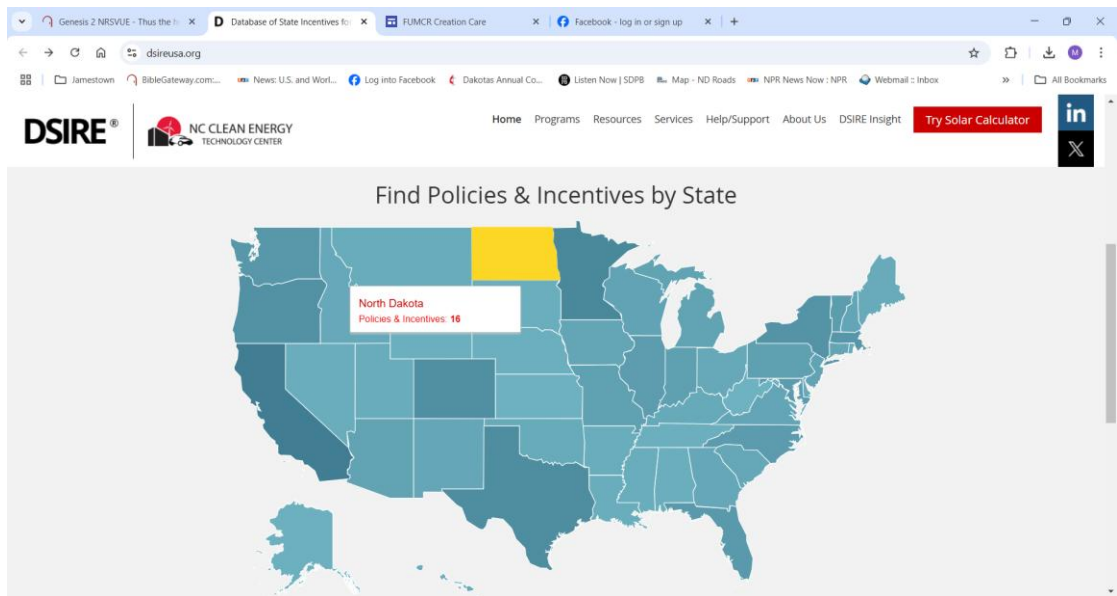 Genesis 2 NRSVUE - Thus the h
Database of State Incentives fo
FUMCR Creation Care
Facebook - log in or sign up
dsireusa.org
Jamestown
BibleGateway.com:...
News: U.S. and Worl...
Log into Facebook
Dakotas Annual Co...
Listen Now | SDPB
Map - ND Roads
NPR News Now : NPR
Webmail :: Inbox
All Bookmarks
DSIRE®
NC CLEAN ENERGY
TECHNOLOGY CENTER
Home Programs Resources Services Help/Support About Us DSIRE Insight
Try Solar Calculator
in
X
Find Policies & Incentives by State
North Dakota
Policies & Incentives: 16